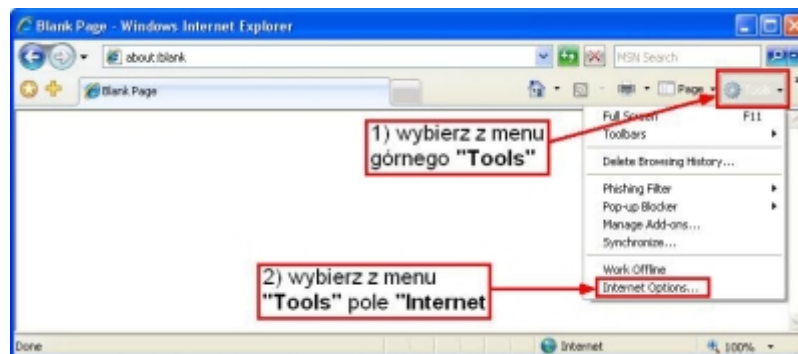 Blank Page - Windows Internet Explorer
about:blank
MSN Search
Blank Page
Page
Tools
1) wybierz z menu
górnego "Tools"
Full Screen F11
Toolbars
Delete Browsing History...
Phishing Filter
Pop-up Blocker
Manage Add-ons...
Synchronize...
Work Offline
Internet Options...
2) wybierz z menu
"Tools" pole "Internet
Done
Internet
100%